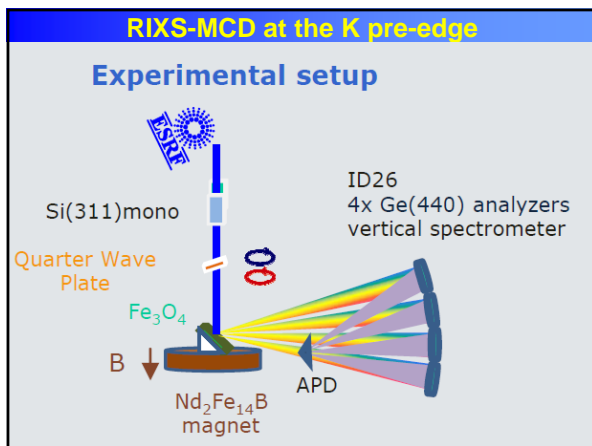 RIXS-MCD at the K pre-edge
Experimental setup
ESRF
ID26
4x Ge(440) analyzers
vertical spectrometer
Si(311)mono
Quarter Wave
Plate
Fe₃O₄
B
APD
Nd₂Fe₁₄B
magnet